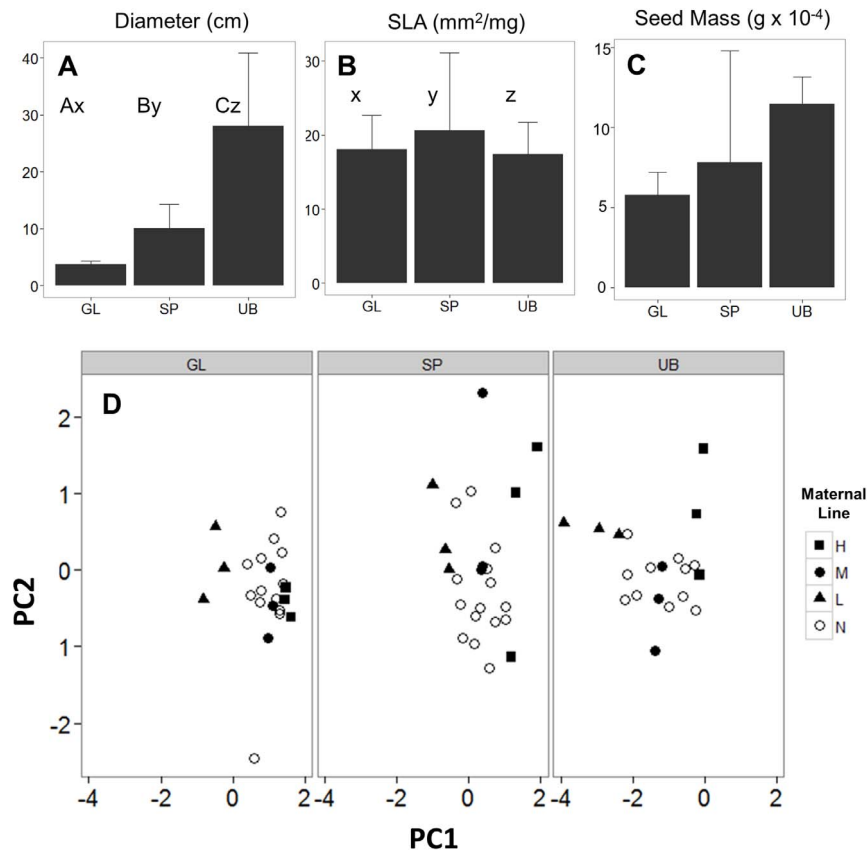 Diameter (cm)
SLA (mm²/mg)
Seed Mass (g x 10⁻⁴)
A
Ax By Cz
40
30
20
10
0
GL SP UB
B
x y z
30
20
10
0
GL SP UB
C
15
10
5
0
GL SP UB
GL SP UB
D
PC2
2
1
0
1
-2
-4 -2 0 2
-4 -2 0 2
-4 -2 0 2
PC1
Maternal
Line
H
M
L
N